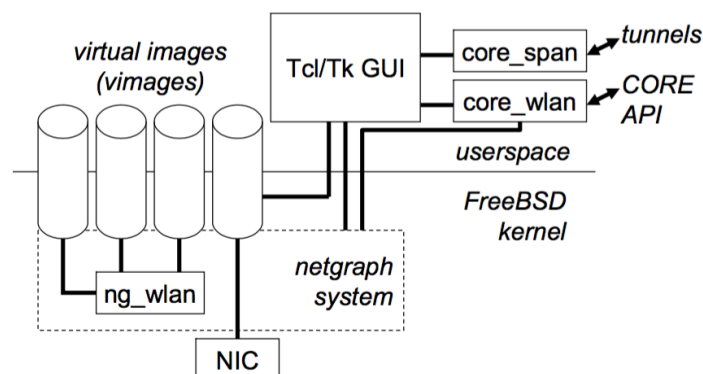 virtual images
(vimages)
Tcl/Tk GUI
core_span
tunnels
core_wlan
CORE
API
userspace
FreeBSD
kernel
netgraph
system
ng_wlan
NIC